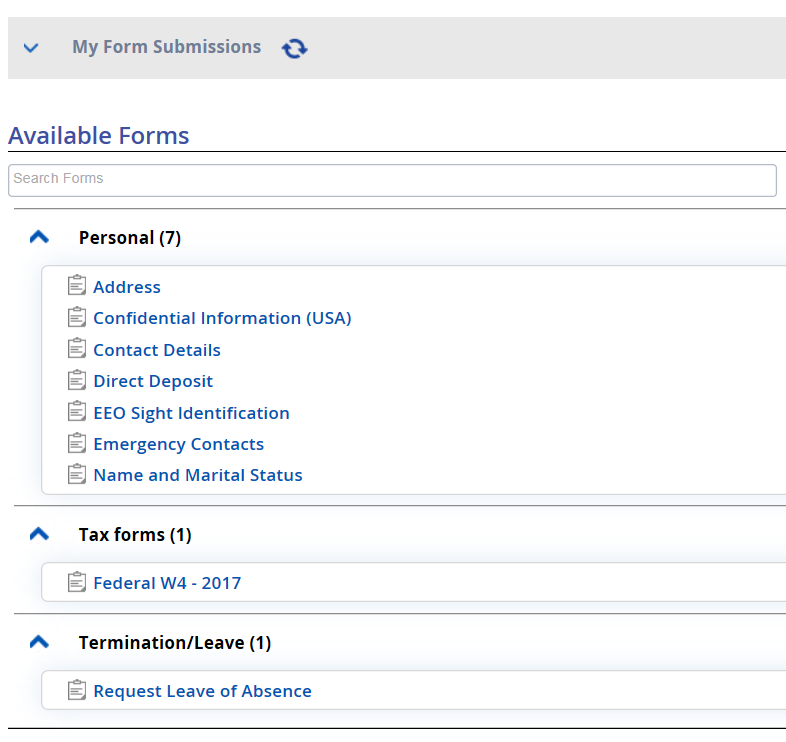 My Form Submissions
Available Forms
Search Forms
Personal (7)
Address
Confidential Information (USA)
Contact Details
Direct Deposit
EEO Sight Identification
Emergency Contacts
Name and Marital Status
Tax forms (1)
Federal W4 - 2017
Termination/Leave (1)
Request Leave of Absence